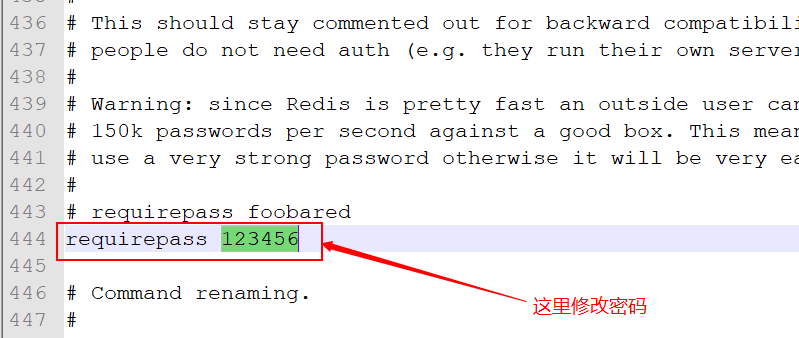 436 # This should stay commented out for backward compatibili
437 # people do not need auth (e.g. they run their own server
438 #
439 # Warning: since Redis is pretty fast an outside user can
440 # 150k passwords per second against a good box. This mean
441 # use a very strong password otherwise it will be very ea
442 #
443 # requirepass foobared
444 requirepass 123456
445
446 # Command renaming.
这里修改密码
447 #